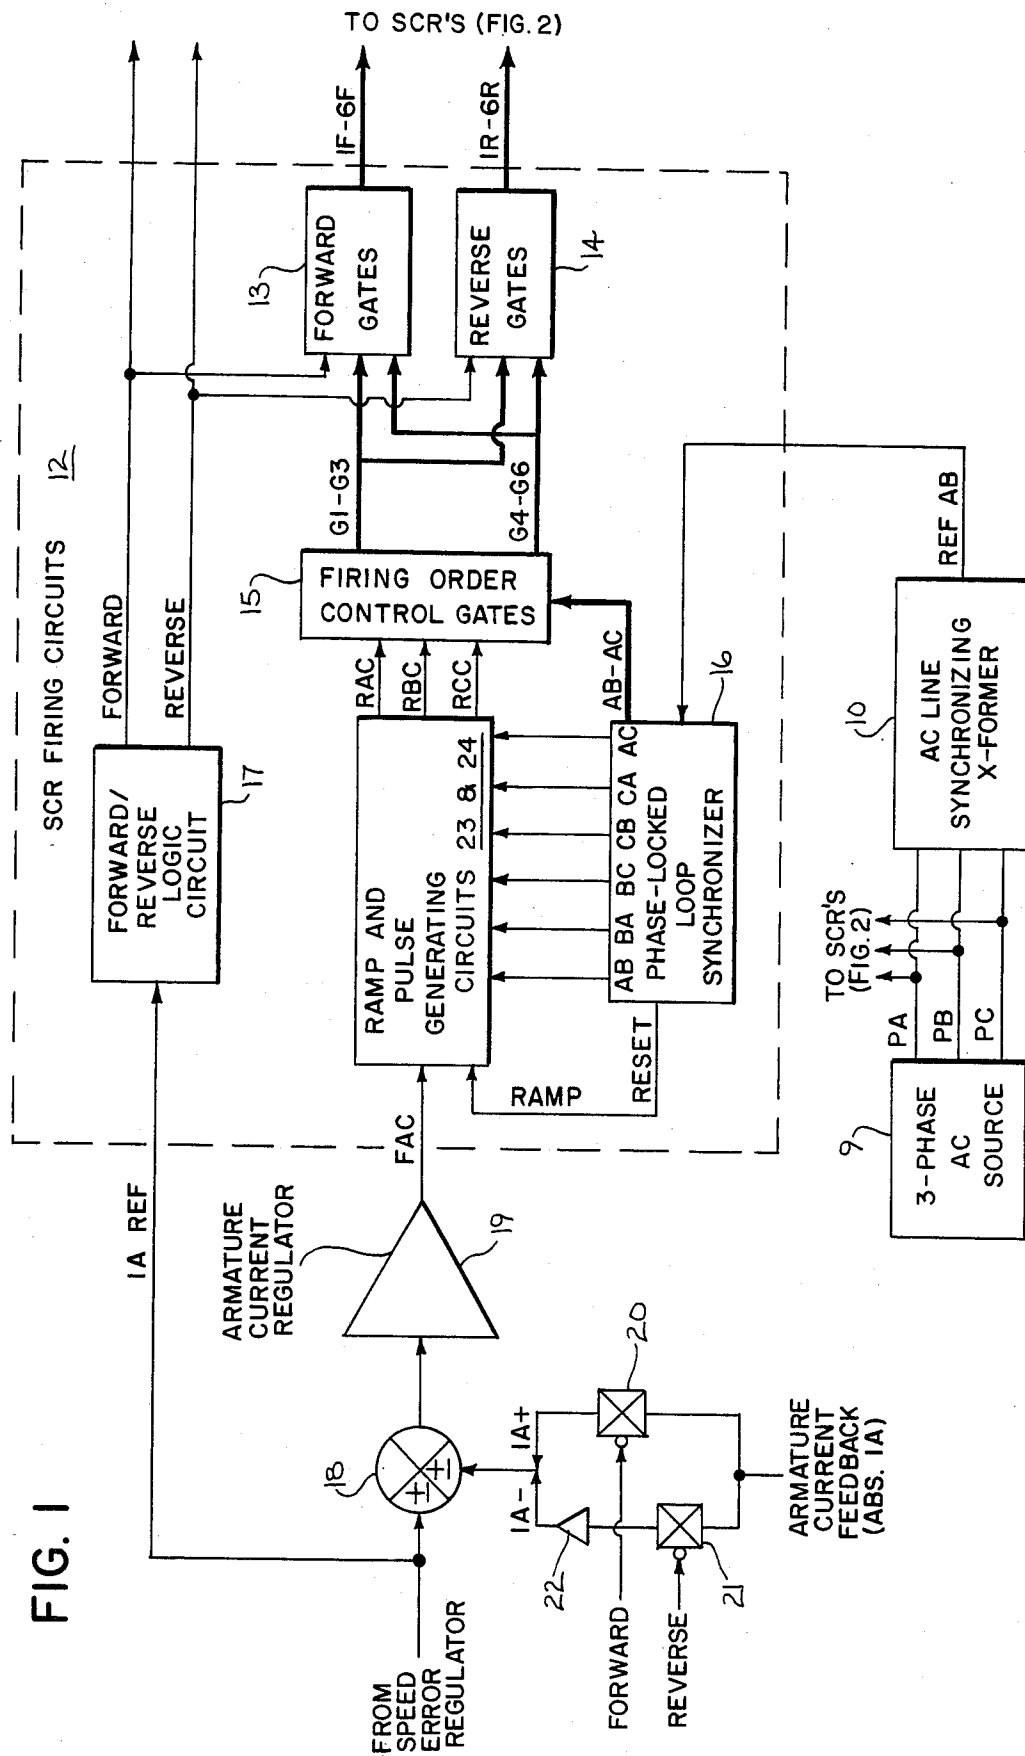 FIG. 1
TO SCR'S (FIG. 2)
SCR FIRING CIRCUITS 12
FORWARD
REVERSE
FORWARD/
REVERSE
LOGIC
CIRCUIT
17
IA REF
13
FORWARD
GATES
1F-6F
REVERSE
GATES
14
1R-6R
G1-G3
G4-G6
15
FIRING ORDER
CONTROL GATES
RAC
RBC
RCC
AB-AC
RAMP AND
PULSE
GENERATING
CIRCUITS 23 & 24
AB BA BC CB CA AC
PHASE-LOCKED
LOOP
SYNCHRONIZER
16
RAMP
RESET
FAC
ARMATURE
CURRENT
REGULATOR
19
18
±
±
FROM
SPEED
ERROR
REGULATOR
IA-
IA+
22
20
21
FORWARD
REVERSE
ARMATURE
CURRENT
FEEDBACK
(ABS. IA)
REF AB
10
AC LINE
SYNCHRONIZING
X-FORMER
TO SCR'S
(FIG. 2)
PA
PB
PC
9
3-PHASE
AC
SOURCE